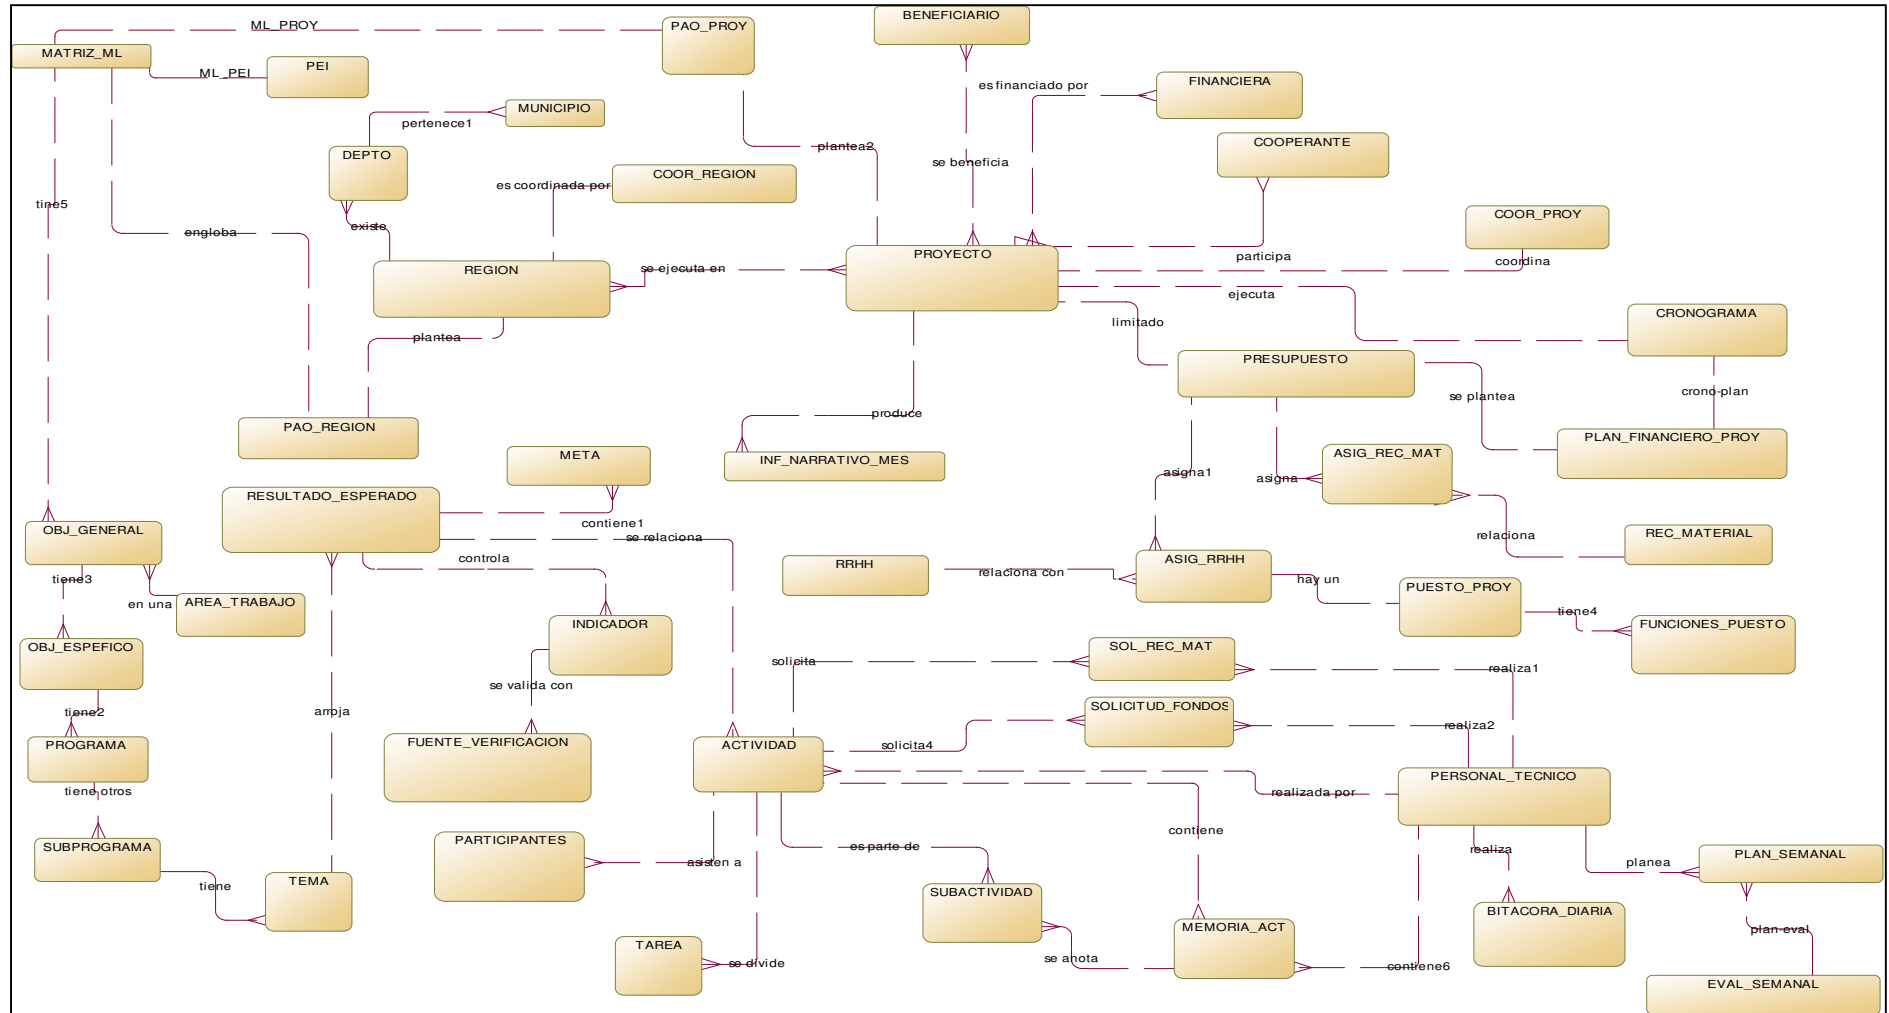 BENEFICIARIO
ML_PROY
PAO_PROY
MATRIZ_ML
PEI
ML_PEI
FINANCIERA
es financiado por
MUNICIPIO
pertenece1
COOPERANTE
plantea2
DEPTO
se beneficia
COOR_REGION
es coordinada por
tine5
COOR_PROY
existe
engloba
PROYECTO
participa
coordina
REGION
se ejecuta en
ejecuta
CRONOGRAMA
limitado
plantea
PRESUPUESTO
crono-plan
se plantea
produce
PAO_REGION
PLAN_FINANCIERO_PROY
META
INF_NARRATIVO_MES
ASIG_REC_MAT
asigna1
asigna
RESULTADO_ESPERADO
contiene1
OBJ_GENERAL
se relaciona
relaciona
REC_MATERIAL
controla
RRHH
relaciona con
ASIG_RRHH
hay un
tiene3
PUESTO_PROY
en una
AREA_TRABAJO
tiene4
INDICADOR
FUNCIONES_PUESTO
OBJ_ESPEFICO
SOL_REC_MAT
solicita
realiza1
se valida con
SOLICITUD_FONDOS
tiene2
arroja
realiza2
PROGRAMA
FUENTE_VERIFICACION
ACTIVIDAD
solicita4
PERSONAL_TECNICO
tiene otros
realizada por
contiene
PARTICIPANTES
SUBPROGRAMA
es parte de
realiza
PLAN_SEMANAL
asisten a
planea
TEMA
tiene
SUBACTIVIDAD
BITACORA_DIARIA
MEMORIA_ACT
plan-eval
TAREA
se anota
se divide
contiene6
EVAL_SEMANAL